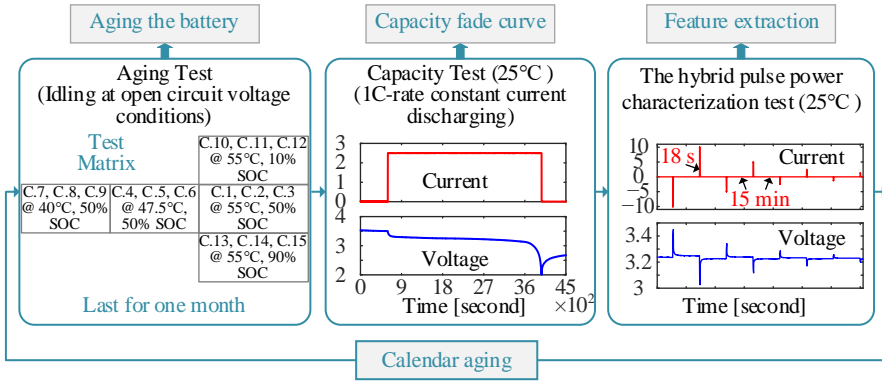 Aging the battery
Capacity fade curve
Feature extraction
Aging Test
(Idling at open circuit voltage
conditions)
Test
Matrix
C.10, C.11, C.12
@ 55°C, 10%
SOC
C.7, C.8, C.9
@ 40°C, 50%
SOC
C.4, C.5, C.6
@ 47.5°C,
50% SOC
C.1, C.2, C.3
@ 55°C, 50%
SOC
C.13, C.14, C.15
@ 55°C, 90%
SOC
Last for one month
Capacity Test (25°C )
(1C-rate constant current
discharging)
3
2
1
0
Current
4
3
2
Voltage
0 9 18 27 36 45
Time [second]
×10²
The hybrid pulse power
characterization test (25°C )
10
5
0
−5
−10
18 s
Current
15 min
3.4
3.2
3
Voltage
Time [second]
Calendar aging